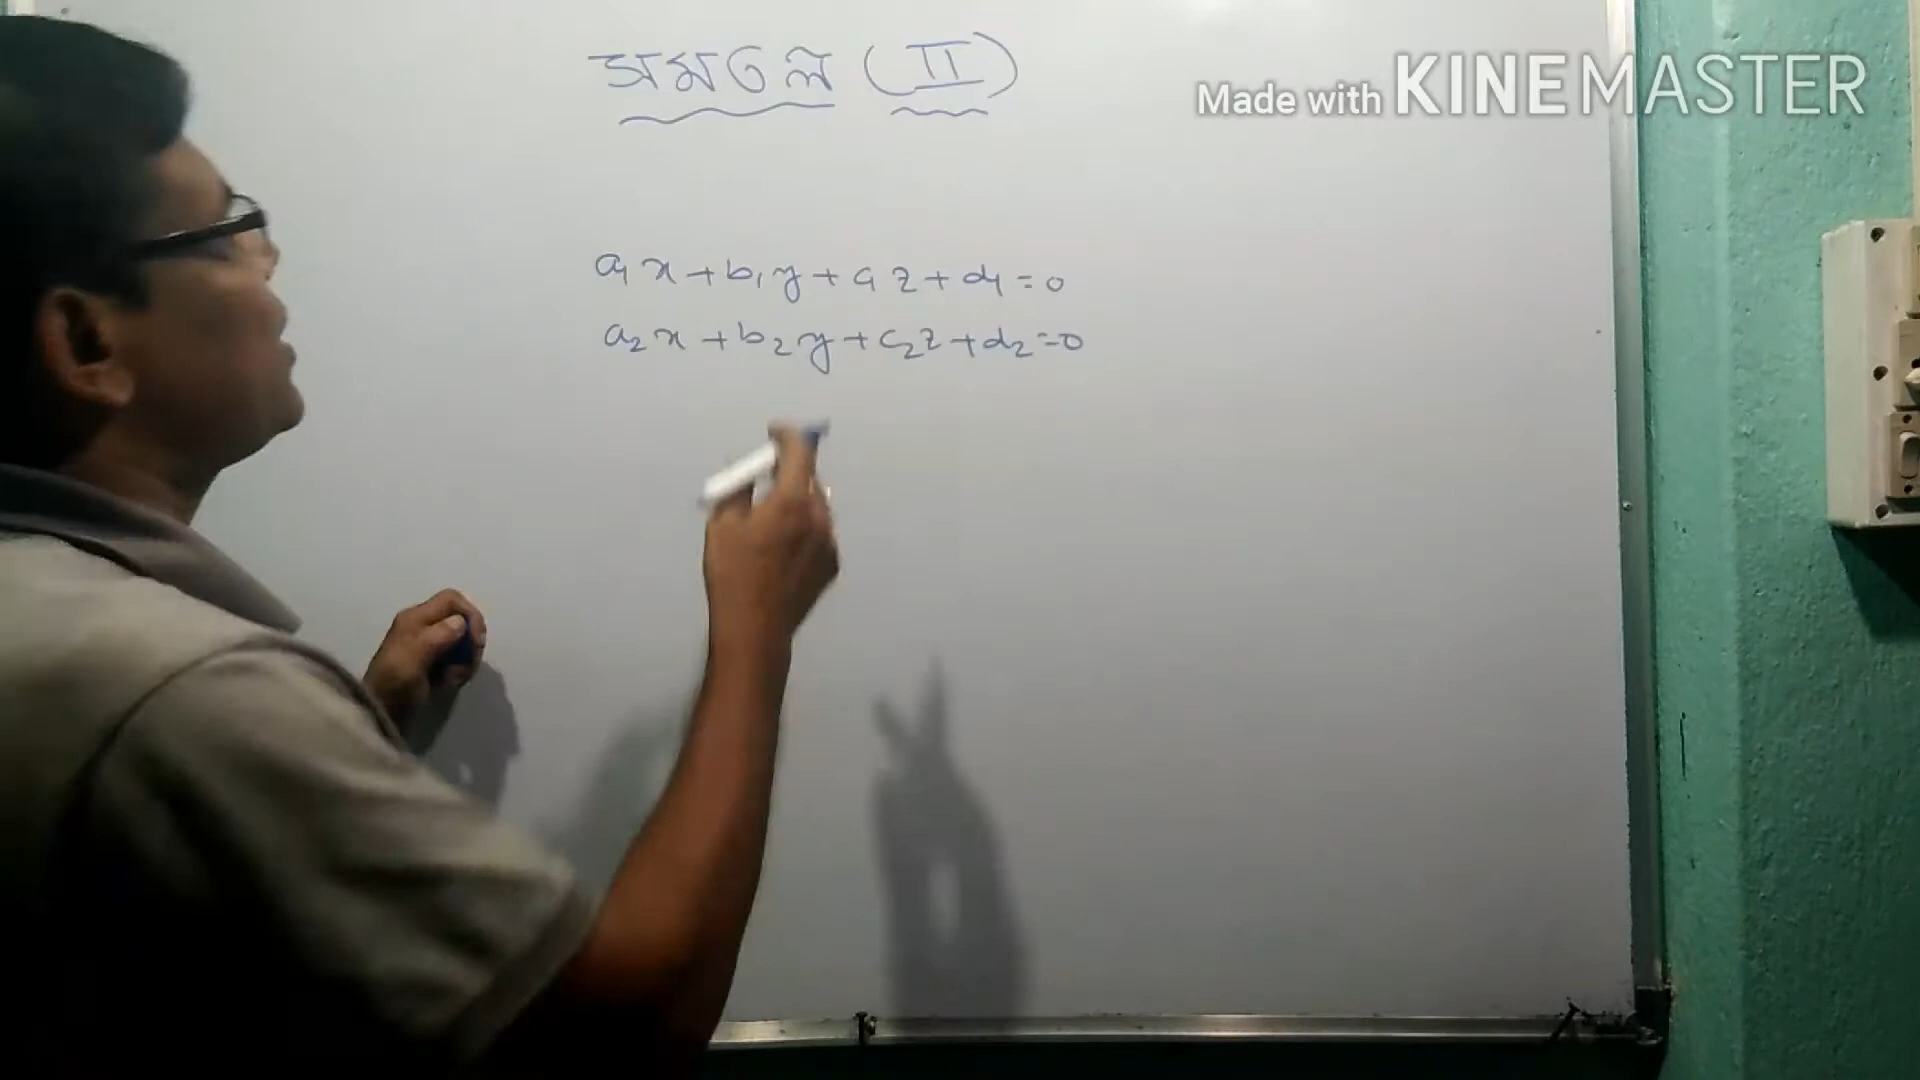 সমতল (II)
Made with KINEMASTER
a₁x + b₁y + c₁z + d₁ = 0
a₂x + b₂y + c₂z + d₂ = 0